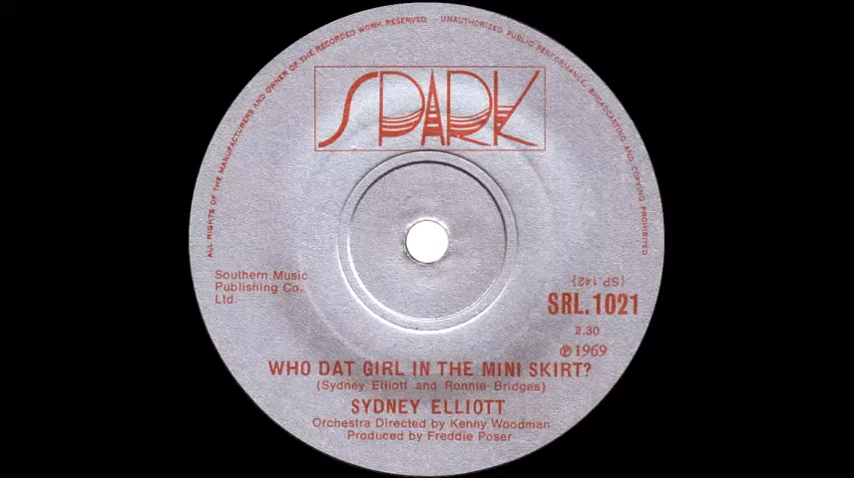 ALL RIGHTS OF THE MANUFACTURERS AND OWNER OF THE RECORDED WORK RESERVED - UNAUTHORIZED PUBLIC PERFORMANCE, BROADCASTING AND COPYING PROHIBITED
SPARK
Southern Music
Publishing Co.
Ltd.
(SP.142)
SRL.1021
2.30
℗1969
WHO DAT GIRL IN THE MINI SKIRT?
(Sydney Elliott and Ronnie Bridges)
SYDNEY ELLIOTT
Orchestra Directed by Kenny Woodman
Produced by Freddie Poser